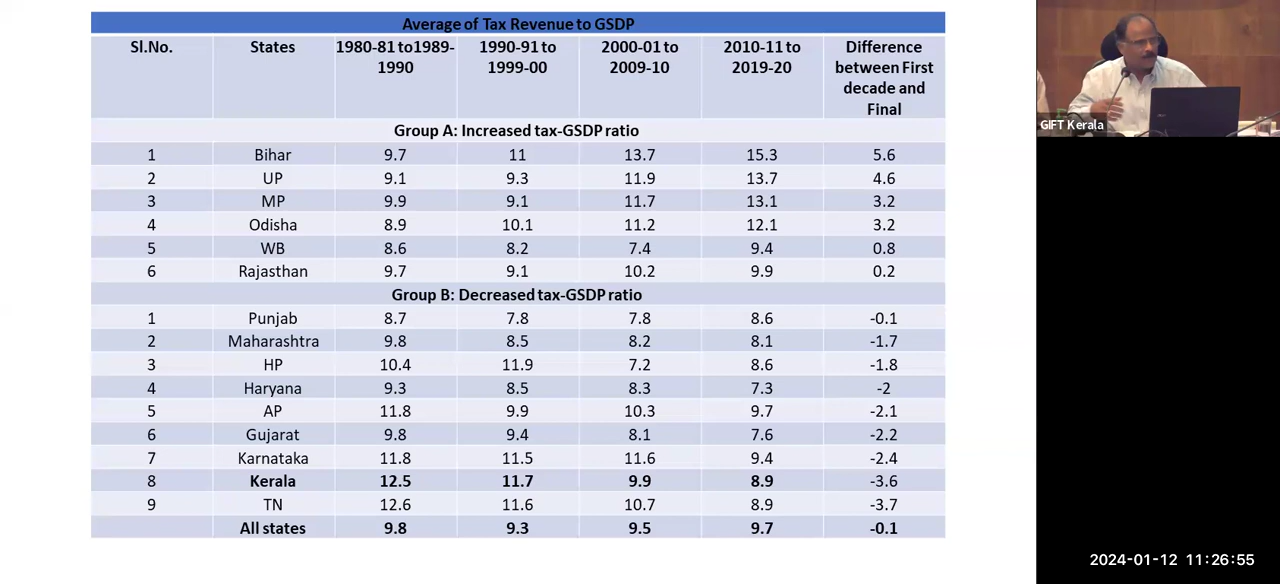 Average of Tax Revenue to GSDP
Sl.No. States 1980-81 to1989-1990 1990-91 to 1999-00 2000-01 to 2009-10 2010-11 to 2019-20 Difference between First decade and Final
Group A: Increased tax-GSDP ratio
1 Bihar 9.7 11 13.7 15.3 5.6
2 UP 9.1 9.3 11.9 13.7 4.6
3 MP 9.9 9.1 11.7 13.1 3.2
4 Odisha 8.9 10.1 11.2 12.1 3.2
5 WB 8.6 8.2 7.4 9.4 0.8
6 Rajasthan 9.7 9.1 10.2 9.9 0.2
Group B: Decreased tax-GSDP ratio
1 Punjab 8.7 7.8 7.8 8.6 -0.1
2 Maharashtra 9.8 8.5 8.2 8.1 -1.7
3 HP 10.4 11.9 7.2 8.6 -1.8
4 Haryana 9.3 8.5 8.3 7.3 -2
5 AP 11.8 9.9 10.3 9.7 -2.1
6 Gujarat 9.8 9.4 8.1 7.6 -2.2
7 Karnataka 11.8 11.5 11.6 9.4 -2.4
8 Kerala 12.5 11.7 9.9 8.9 -3.6
9 TN 12.6 11.6 10.7 8.9 -3.7
All states 9.8 9.3 9.5 9.7 -0.1
GIFT Kerala
2024-01-12 11:26:55